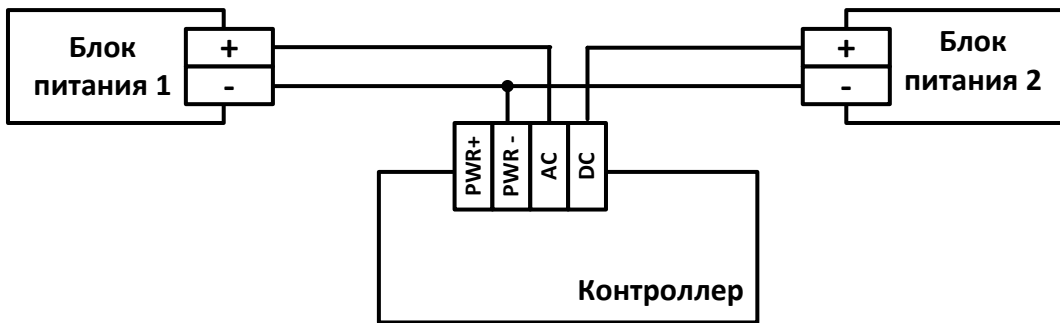 Блок
питания 1
+
-
+
-
Блок
питания 2
PWR+
PWR -
AC
DC
Контроллер